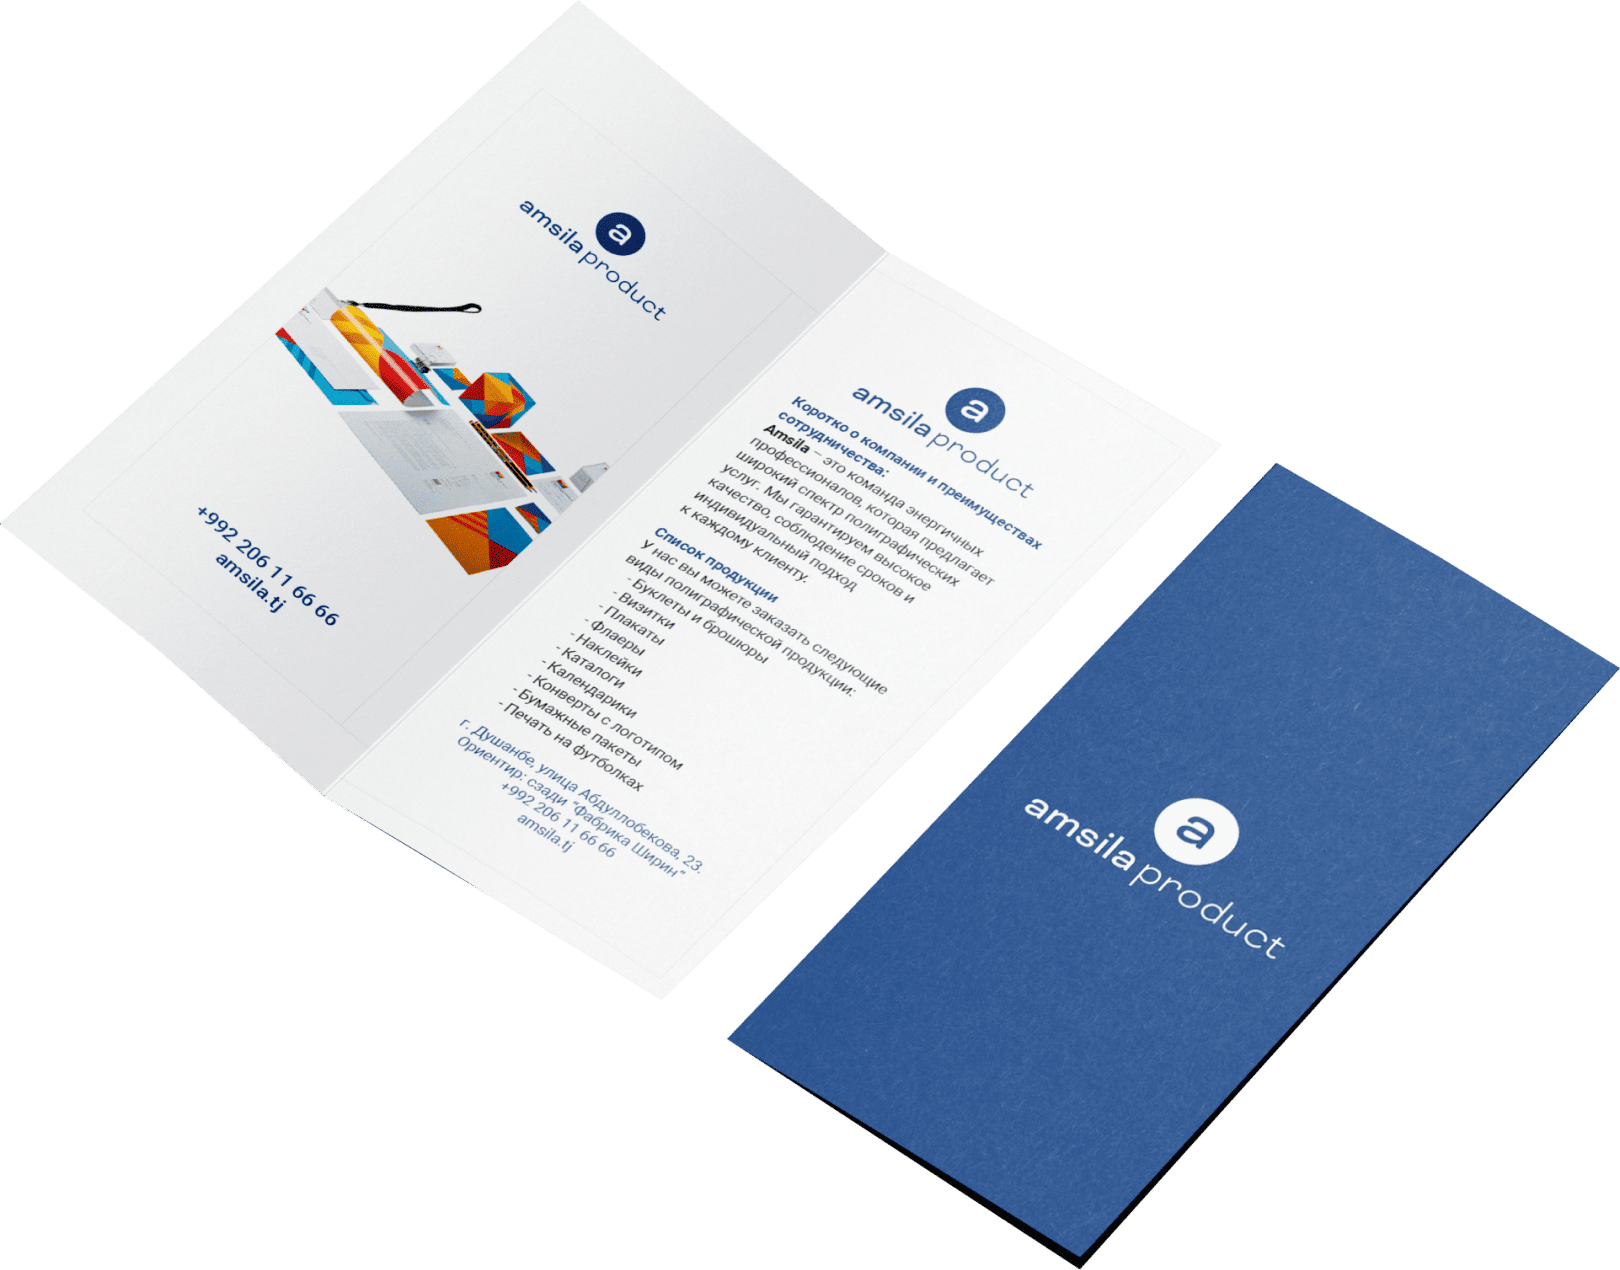 a
amsila product
+992 206 11 66 66
amsila.tj
a
amsila product
Коротко о компании и преимуществах
сотрудничества:
Amsila – это команда энергичных
профессионалов, которая предлагает
широкий спектр полиграфических
услуг. Мы гарантируем высокое
качество, соблюдение сроков и
индивидуальный подход
к каждому клиенту.
Список продукции
У нас вы можете заказать следующие
виды полиграфической продукции:
- Буклеты и брошюры
- Визитки
- Плакаты
- Флаеры
- Наклейки
- Каталоги
- Календарики
- Конверты с логотипом
- Бумажные пакеты
- Печать на футболках
г. Душанбе, улица Абдуллобекова, 23.
Ориентир: сзади "Фабрика Ширин"
+992 206 11 66 66
amsila.tj
a
amsila product